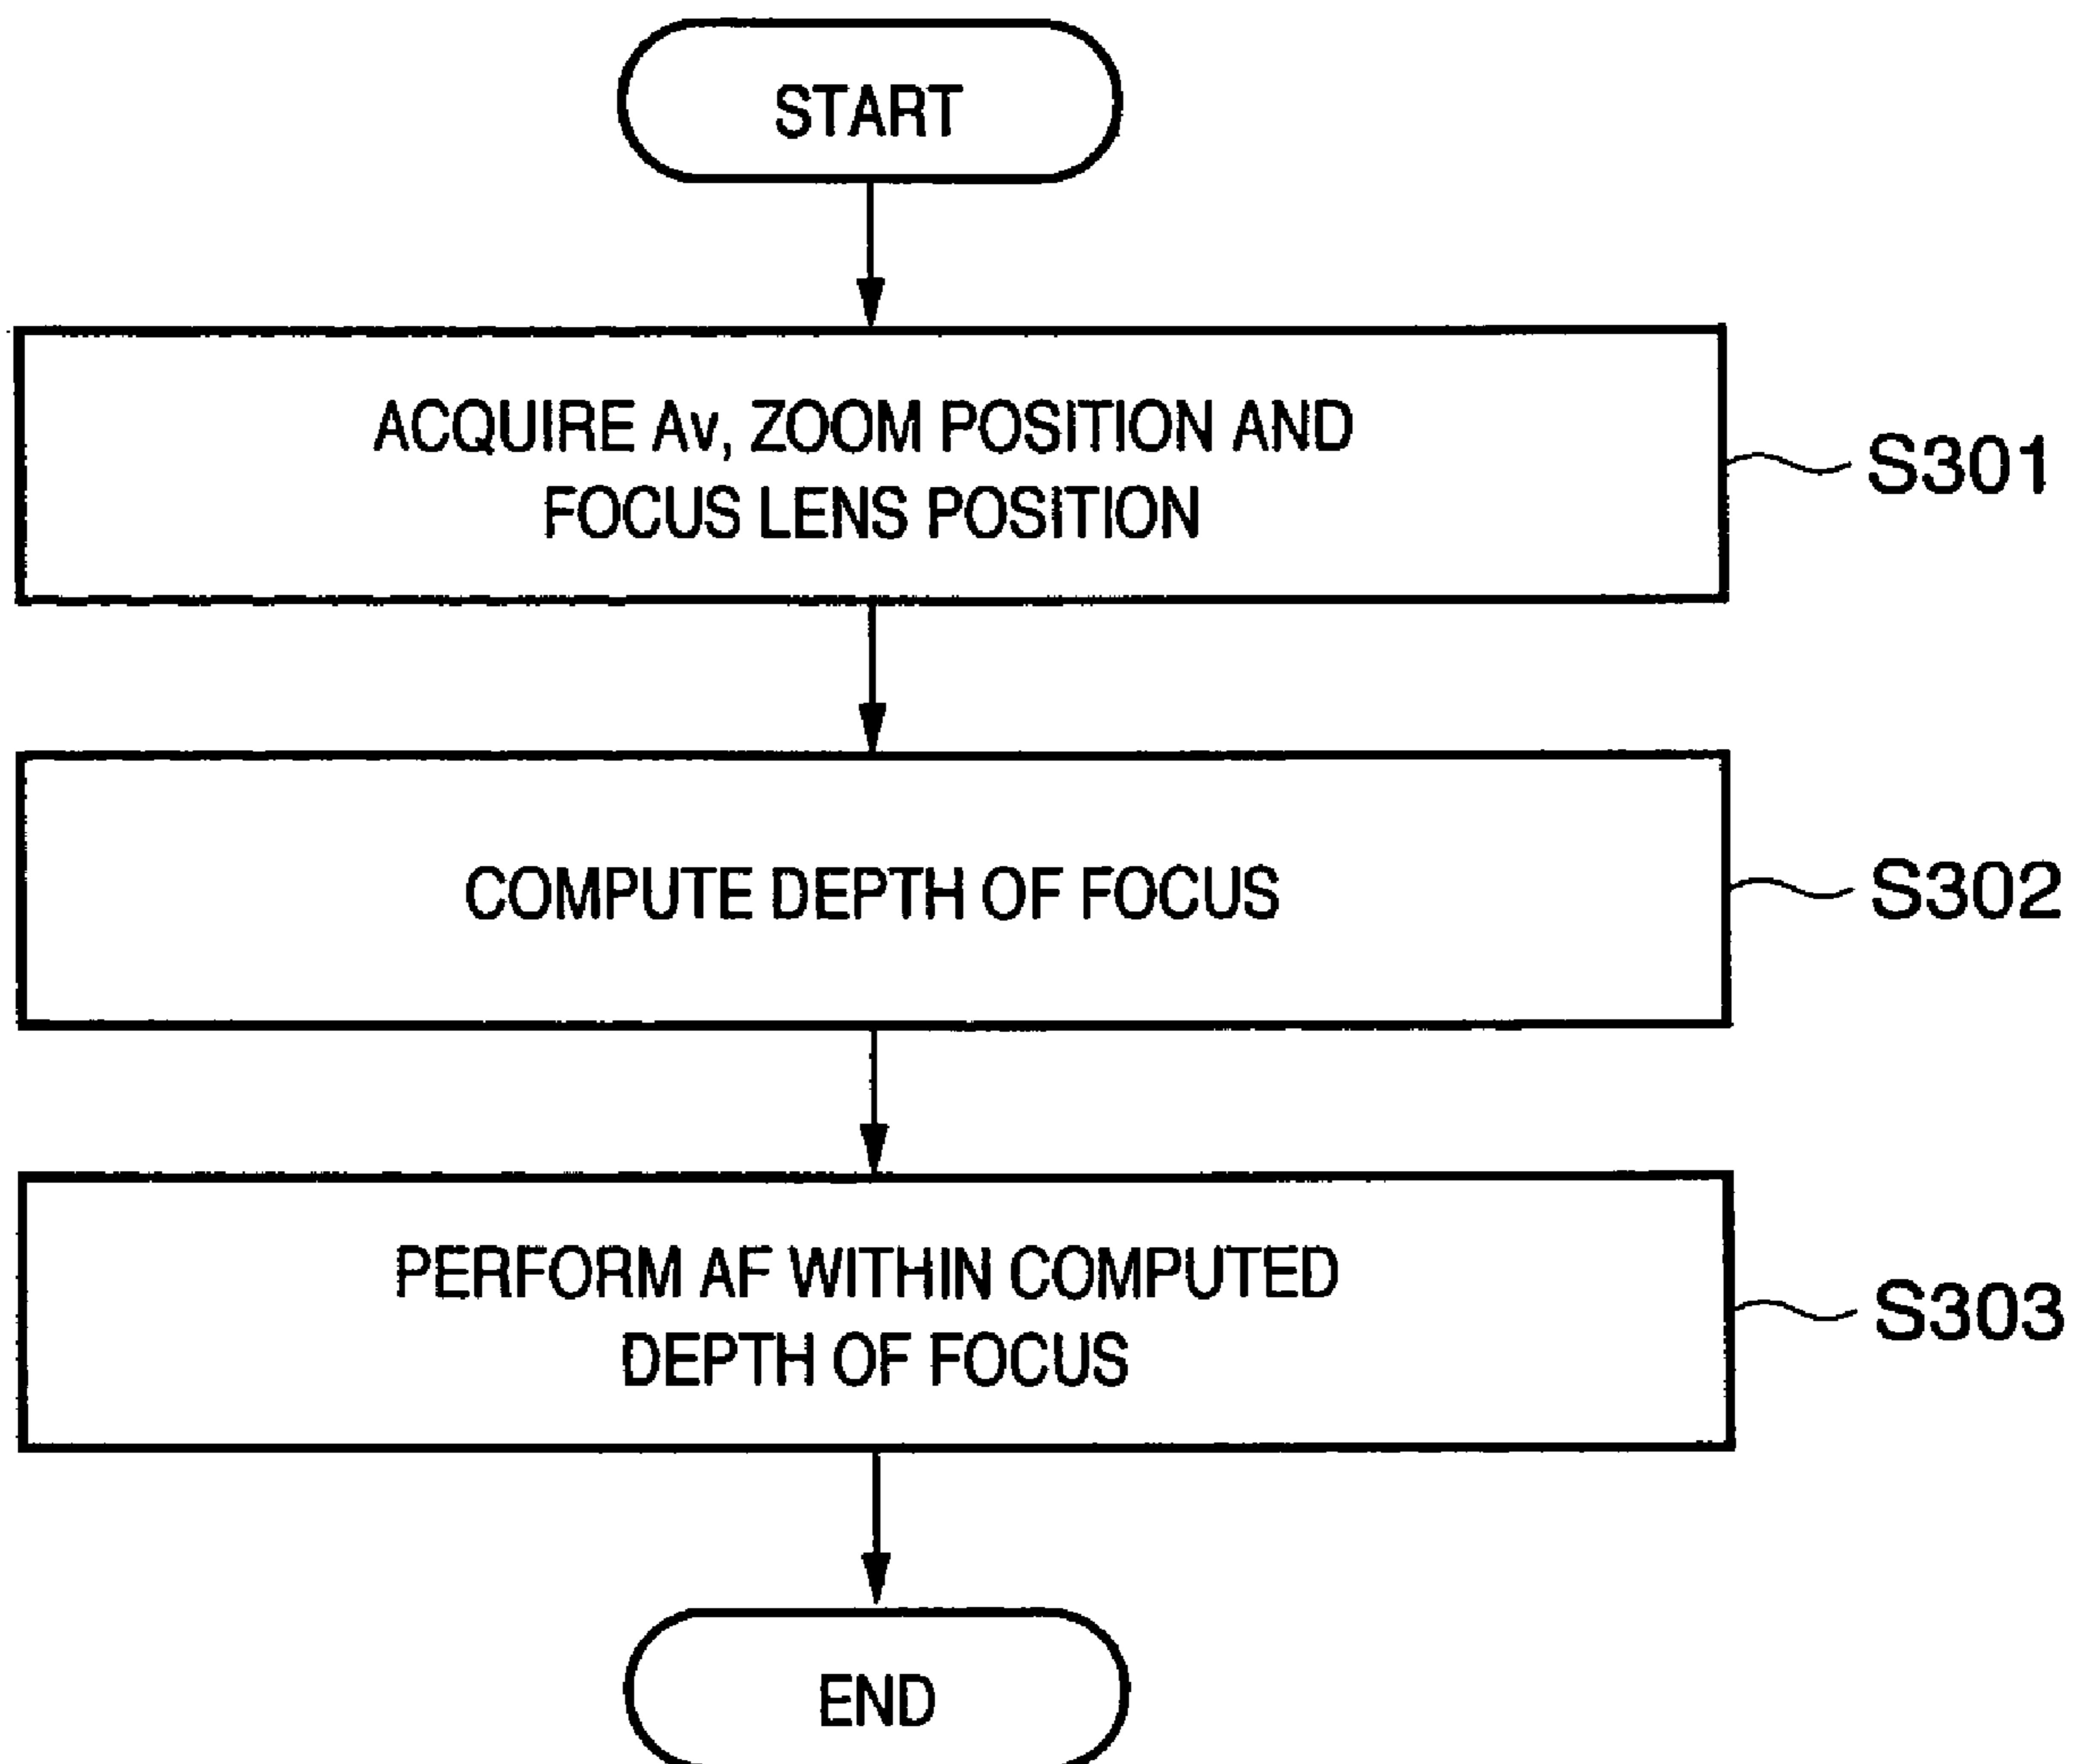 START
ACQUIRE Av, ZOOM POSITION AND
FOCUS LENS POSITION
S301
COMPUTE DEPTH OF FOCUS
S302
PERFORM AF WITHIN COMPUTED
DEPTH OF FOCUS
S303
END